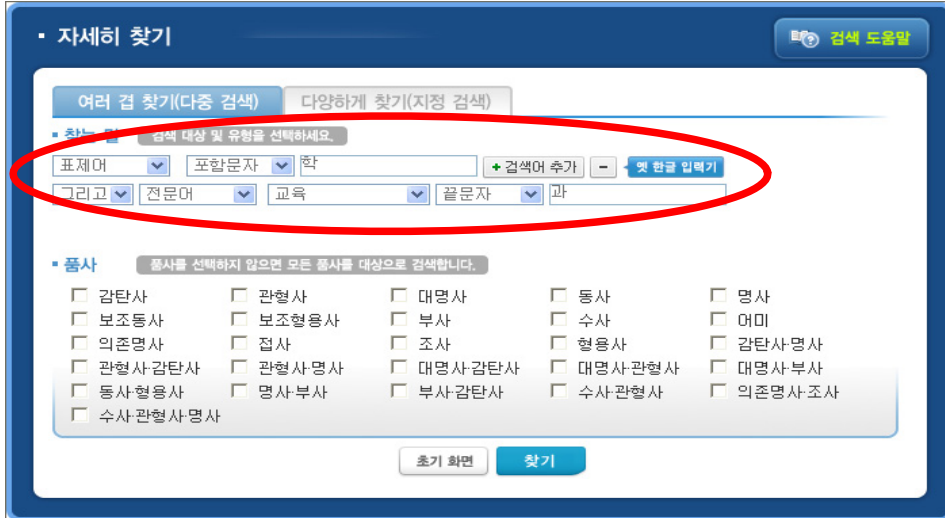 자세히 찾기
검색 도움말
여러 겹 찾기(다중 검색) 다양하게 찾기(지정 검색)
찾는 말 검색 대상 및 유형을 선택하세요.
표제어 포함문자 학 +검색어 추가 - 옛 한글 입력기
그리고 전문어 교육 끝문자 과
품사 품사를 선택하지 않으면 모든 품사를 대상으로 검색합니다.
감탄사 관형사 대명사 동사 명사
보조동사 보조형용사 부사 수사 어미
의존명사 접사 조사 형용사 감탄사·명사
관형사·감탄사 관형사·명사 대명사·감탄사 대명사·관형사 대명사·부사
동사·형용사 명사·부사 부사·감탄사 수사·관형사 의존명사·조사
수사·관형사·명사
초기 화면 찾기